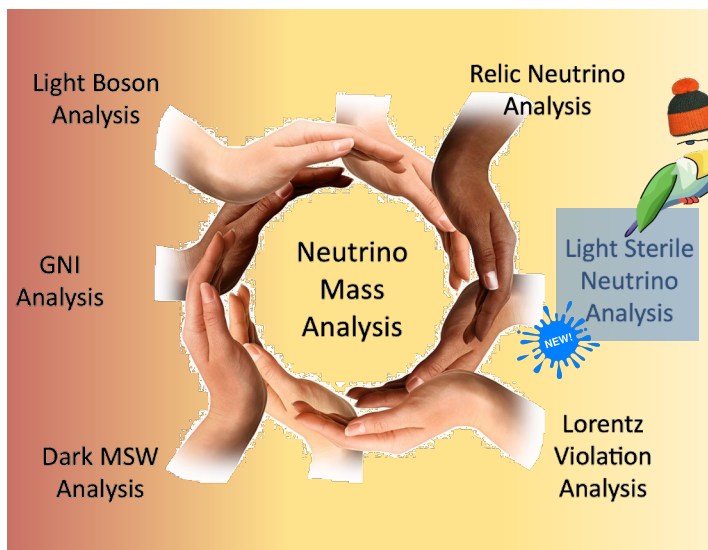 Light Boson
Analysis
Relic Neutrino
Analysis
GNI
Analysis
Neutrino
Mass
Analysis
Light Sterile
Neutrino
Analysis
NEW!
Dark MSW
Analysis
Lorentz
Violation
Analysis